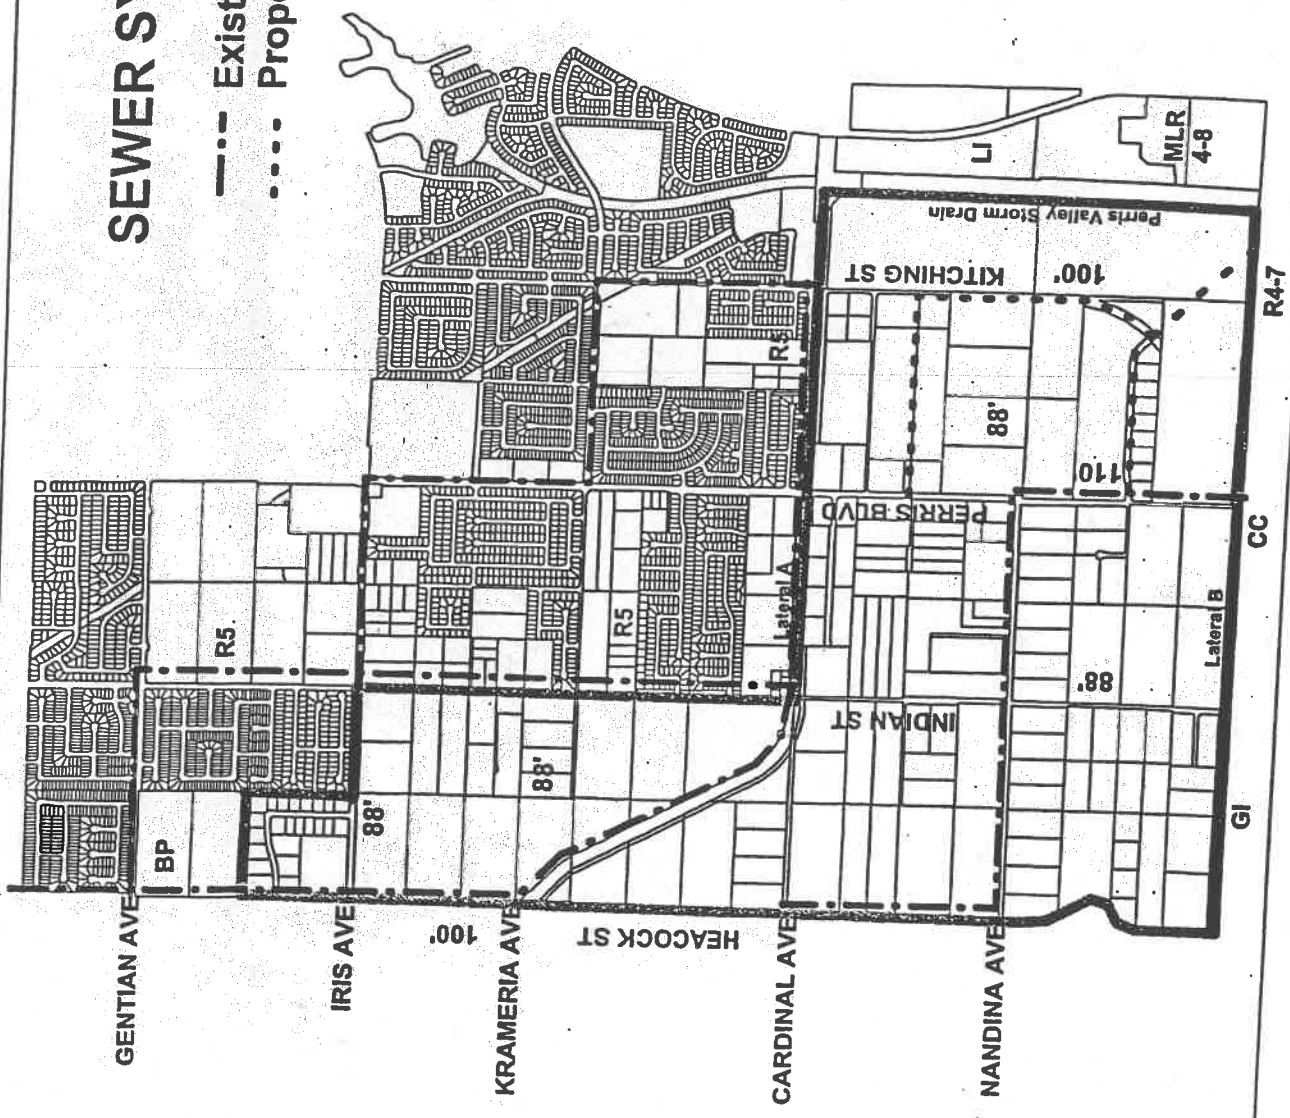 SEWER SY
Exist
Propo
LI
MLR
4-8
Perris Valley Storm Drain
KITCHING ST
100'
R4-7
R5
88'
110
PERRIS BLVD
CC
R5.
R5
Lateral A
Lateral B
88'
INDIAN ST
88'
88'
BP
GI
GENTIAN AVE
IRIS AVE
100'
KRAMERIA AVE
HEACOCK ST
CARDINAL AVE
NANDINA AVE